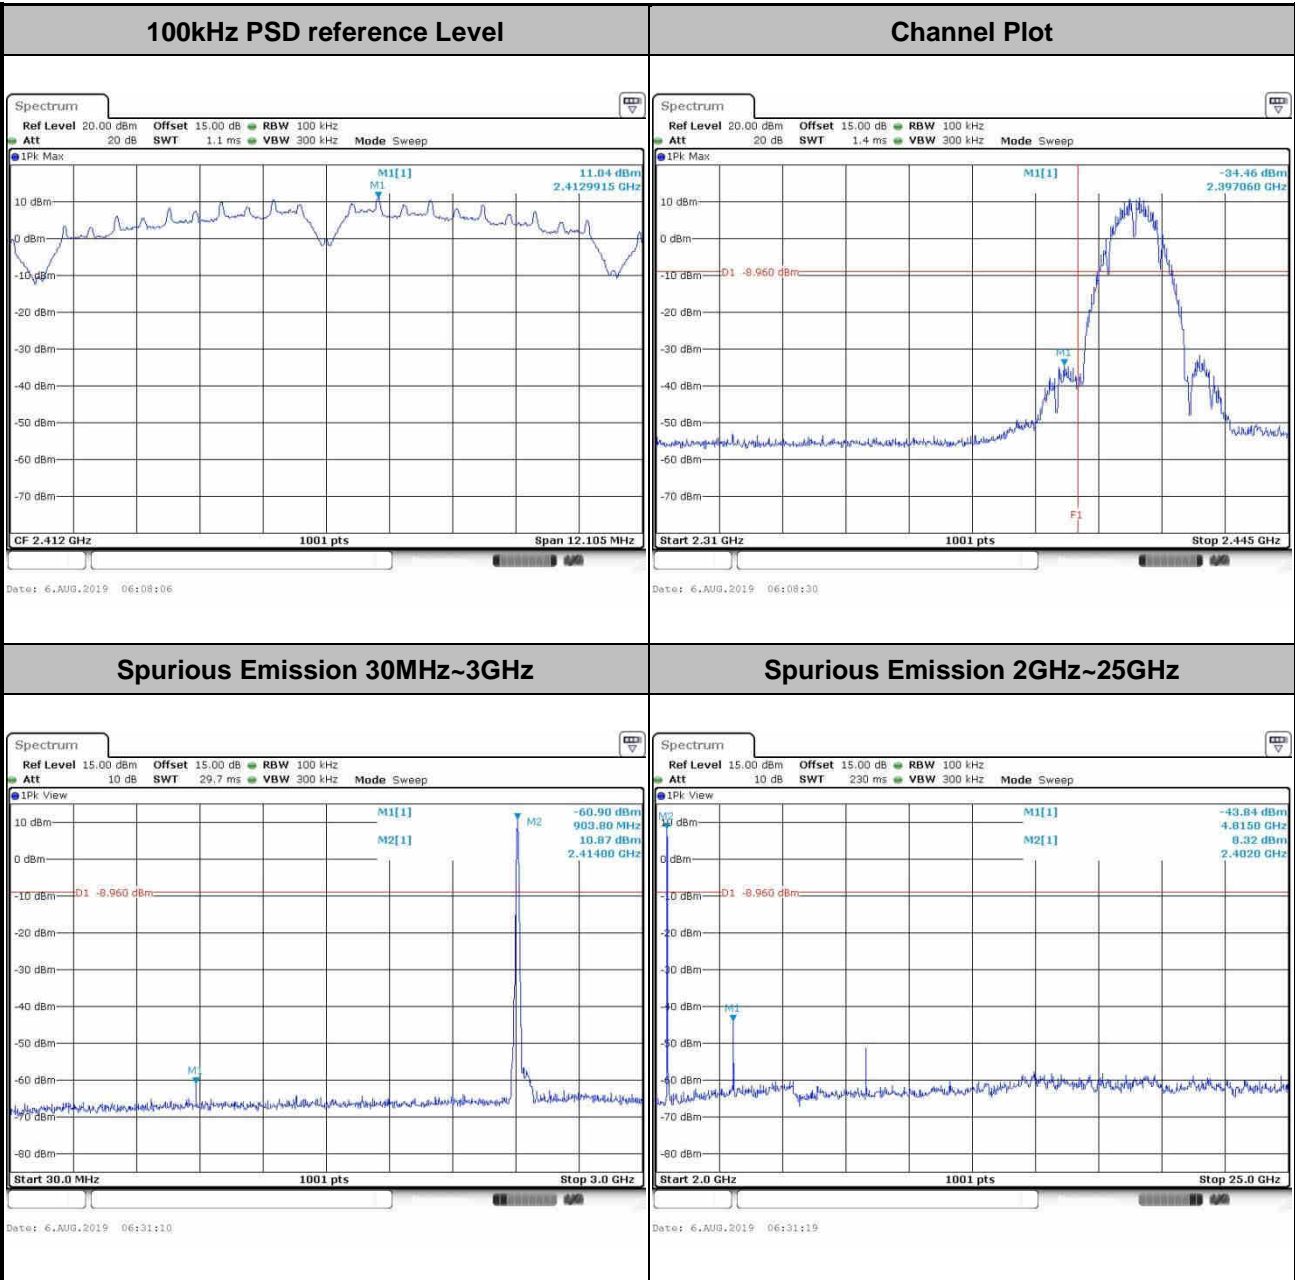 100kHz PSD reference Level
Channel Plot
Spectrum
Ref Level 20.00 dBm Offset 15.00 dB RBW 100 kHz
Att 20 dB SWT 1.1 ms VBW 300 kHz Mode Sweep
1Pk Max
M1[1] 11.04 dBm
2.4129915 GHz
M1
10 dBm
0 dBm
-10 dBm
-20 dBm
-30 dBm
-40 dBm
-50 dBm
-60 dBm
-70 dBm
CF 2.412 GHz 1001 pts Span 12.105 MHz
Date: 6.AUG.2019 06:08:06
Spectrum
Ref Level 20.00 dBm Offset 15.00 dB RBW 100 kHz
Att 20 dB SWT 1.4 ms VBW 300 kHz Mode Sweep
1Pk Max
M1[1] -34.46 dBm
2.397060 GHz
10 dBm
0 dBm
D1 -8.960 dBm
-10 dBm
-20 dBm
-30 dBm
M1
-40 dBm
-50 dBm
-60 dBm
-70 dBm
F1
Start 2.31 GHz 1001 pts Stop 2.445 GHz
Date: 6.AUG.2019 06:08:30
Spurious Emission 30MHz~3GHz
Spurious Emission 2GHz~25GHz
Spectrum
Ref Level 15.00 dBm Offset 15.00 dB RBW 100 kHz
Att 10 dB SWT 29.7 ms VBW 300 kHz Mode Sweep
1Pk View
M1[1] -60.90 dBm
903.80 MHz
M2[1] 10.87 dBm
2.41400 GHz
M2
10 dBm
0 dBm
D1 -8.960 dBm
-10 dBm
-20 dBm
-30 dBm
-40 dBm
-50 dBm
M1
-60 dBm
-70 dBm
-80 dBm
Start 30.0 MHz 1001 pts Stop 3.0 GHz
Date: 6.AUG.2019 06:31:10
Spectrum
Ref Level 15.00 dBm Offset 15.00 dB RBW 100 kHz
Att 10 dB SWT 230 ms VBW 300 kHz Mode Sweep
1Pk View
M1[1] -43.84 dBm
4.8150 GHz
M2[1] 8.32 dBm
2.4020 GHz
M2
10 dBm
0 dBm
D1 -8.960 dBm
-10 dBm
-20 dBm
-30 dBm
-40 dBm
M1
-50 dBm
-60 dBm
-70 dBm
-80 dBm
Start 2.0 GHz 1001 pts Stop 25.0 GHz
Date: 6.AUG.2019 06:31:19